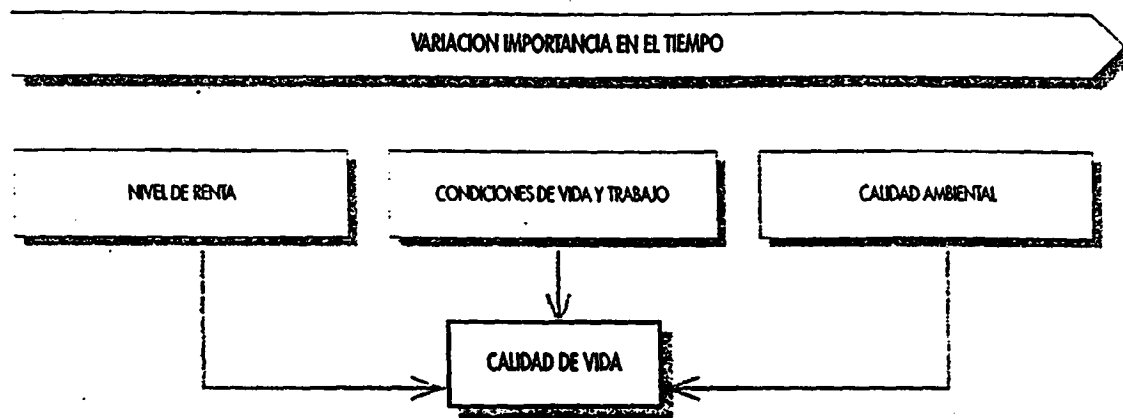 VARIACION IMPORTANCIA EN EL TIEMPO
NIVEL DE RENTA
CONDICIONES DE VIDA Y TRABAJO
CALIDAD AMBIENTAL
CALIDAD DE VIDA